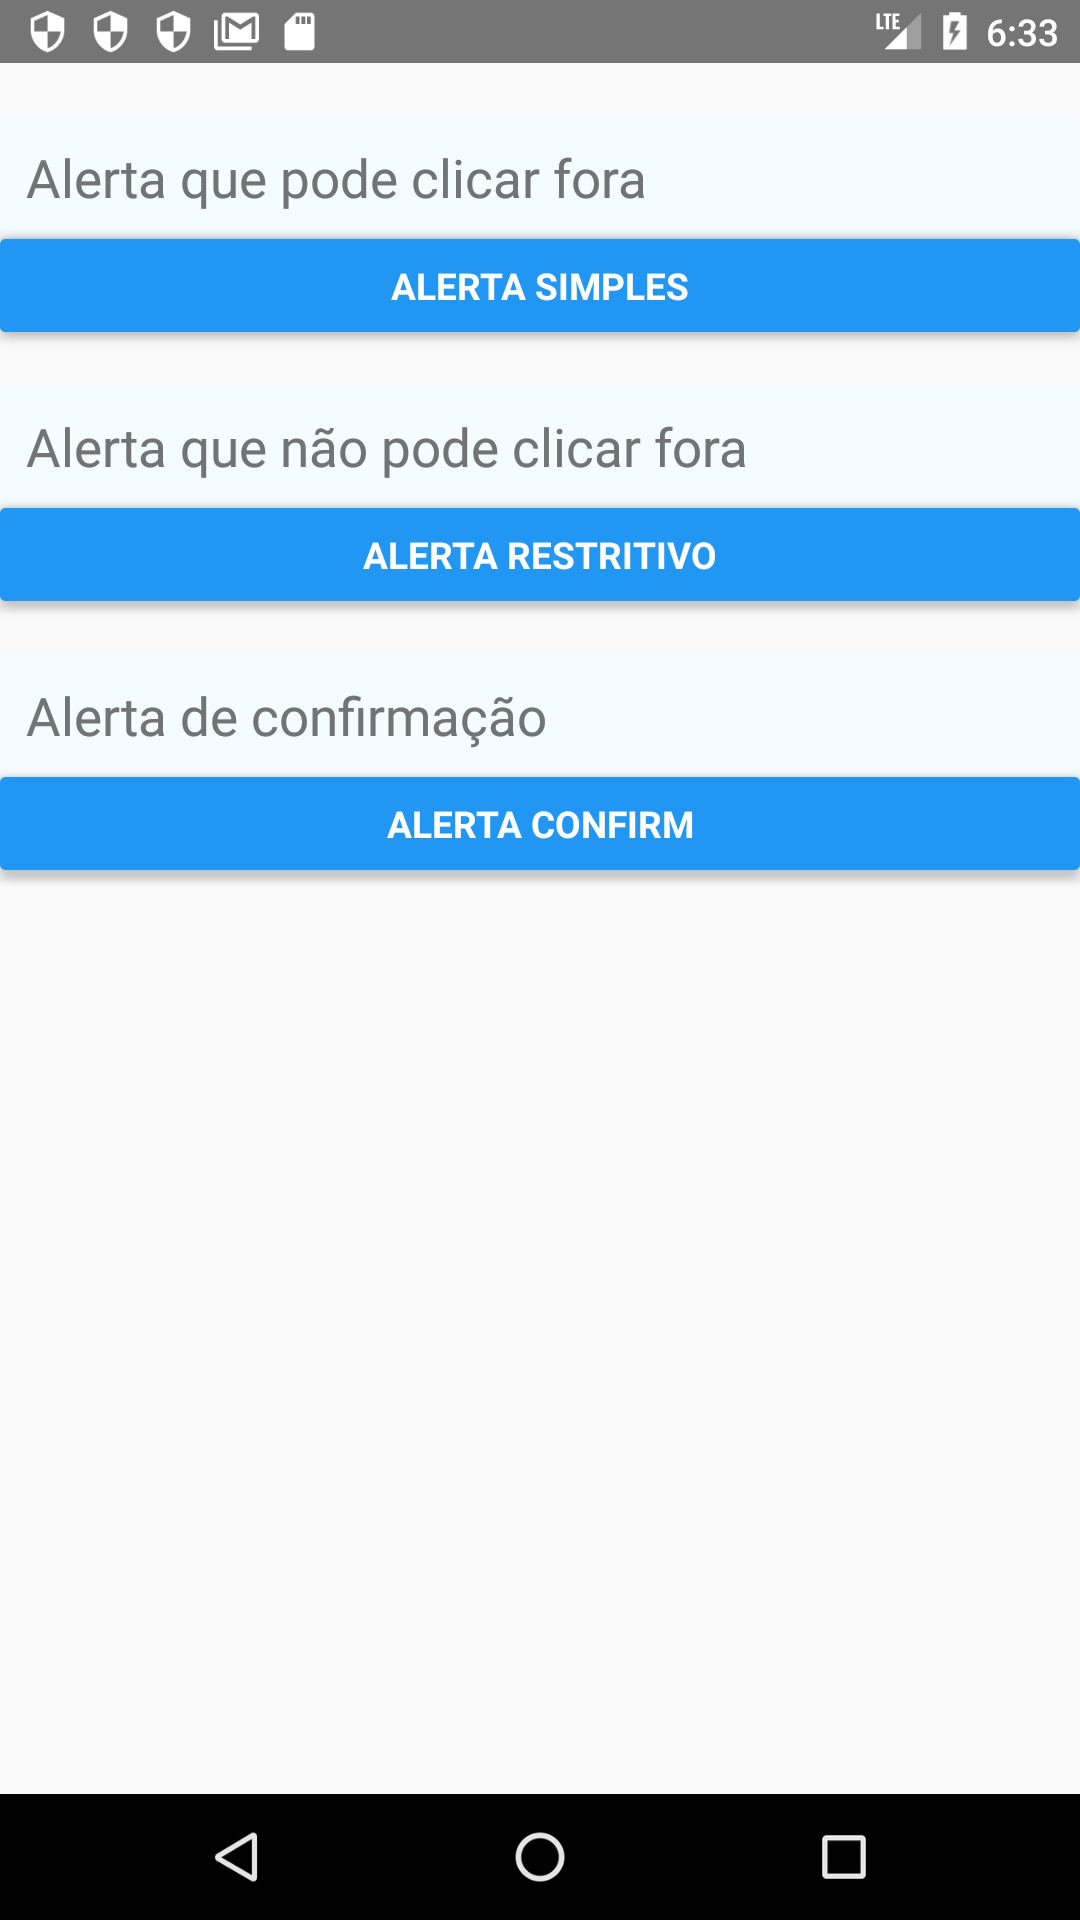 LTE 6:33
Alerta que pode clicar fora
ALERTA SIMPLES
Alerta que não pode clicar fora
ALERTA RESTRITIVO
Alerta de confirmação
ALERTA CONFIRM